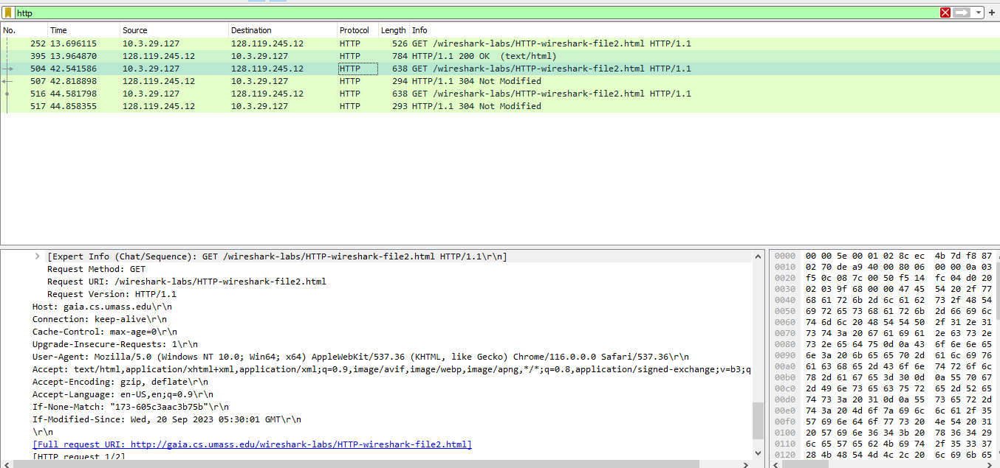 http
No. Time Source Destination Protocol Length Info
252 13.696115 10.3.29.127 128.119.245.12 HTTP 526 GET /wireshark-labs/HTTP-wireshark-file2.html HTTP/1.1
395 13.964870 128.119.245.12 10.3.29.127 HTTP 784 HTTP/1.1 200 OK (text/html)
504 42.541586 10.3.29.127 128.119.245.12 HTTP 638 GET /wireshark-labs/HTTP-wireshark-file2.html HTTP/1.1
507 42.818898 128.119.245.12 10.3.29.127 HTTP 294 HTTP/1.1 304 Not Modified
516 44.581798 10.3.29.127 128.119.245.12 HTTP 638 GET /wireshark-labs/HTTP-wireshark-file2.html HTTP/1.1
517 44.858355 128.119.245.12 10.3.29.127 HTTP 293 HTTP/1.1 304 Not Modified
[Expert Info (Chat/Sequence): GET /wireshark-labs/HTTP-wireshark-file2.html HTTP/1.1\r\n]
Request Method: GET
Request URI: /wireshark-labs/HTTP-wireshark-file2.html
Request Version: HTTP/1.1
Host: gaia.cs.umass.edu\r\n
Connection: keep-alive\r\n
Cache-Control: max-age=0\r\n
Upgrade-Insecure-Requests: 1\r\n
User-Agent: Mozilla/5.0 (Windows NT 10.0; Win64; x64) AppleWebKit/537.36 (KHTML, like Gecko) Chrome/116.0.0.0 Safari/537.36\r\n
Accept: text/html,application/xhtml+xml,application/xml;q=0.9,image/avif,image/webp,image/apng,*/*;q=0.8,application/signed-exchange;v=b3;q
Accept-Encoding: gzip, deflate\r\n
Accept-Language: en-US,en;q=0.9\r\n
If-None-Match: "173-605c3aac3b75b"\r\n
If-Modified-Since: Wed, 20 Sep 2023 05:30:01 GMT\r\n
\r\n
[Full request URI: http://gaia.cs.umass.edu/wireshark-labs/HTTP-wireshark-file2.html]
[HTTP request 1/2]
0000 00 00 5e 00 01 02 8c ec 4b 7d f8 87
0010 02 70 de a9 40 00 80 06 00 00 0a 03
0020 f5 0c 08 7c 00 50 f5 14 fc 04 d0 20
0030 02 03 9f 68 00 00 47 45 54 20 2f 77
0040 68 61 72 6b 2d 6c 61 62 73 2f 48 54
0050 69 72 65 73 68 61 72 6b 2d 66 69 6c
0060 74 6d 6c 20 48 54 54 50 2f 31 2e 31
0070 73 74 3a 20 67 61 69 61 2e 63 73 2e
0080 73 2e 65 64 75 0d 0a 43 6f 6e 6e 65
0090 6e 3a 20 6b 65 65 70 2d 61 6c 69 76
00a0 61 63 68 65 2d 43 6f 6e 74 72 6f 6c
00b0 78 2d 61 67 65 3d 30 0d 0a 55 70 67
00c0 2d 49 6e 73 65 63 75 72 65 2d 52 65
00d0 74 73 3a 20 31 0d 0a 55 73 65 72 2d
00e0 74 3a 20 4d 6f 7a 69 6c 6c 61 2f 35
00f0 57 69 6e 64 6f 77 73 20 4e 54 20 31
0100 20 57 69 6e 36 34 3b 20 78 36 34 29
0110 6c 65 57 65 62 4b 69 74 2f 35 33 37
0120 28 4b 48 54 4d 4c 2c 20 6c 69 6b 65